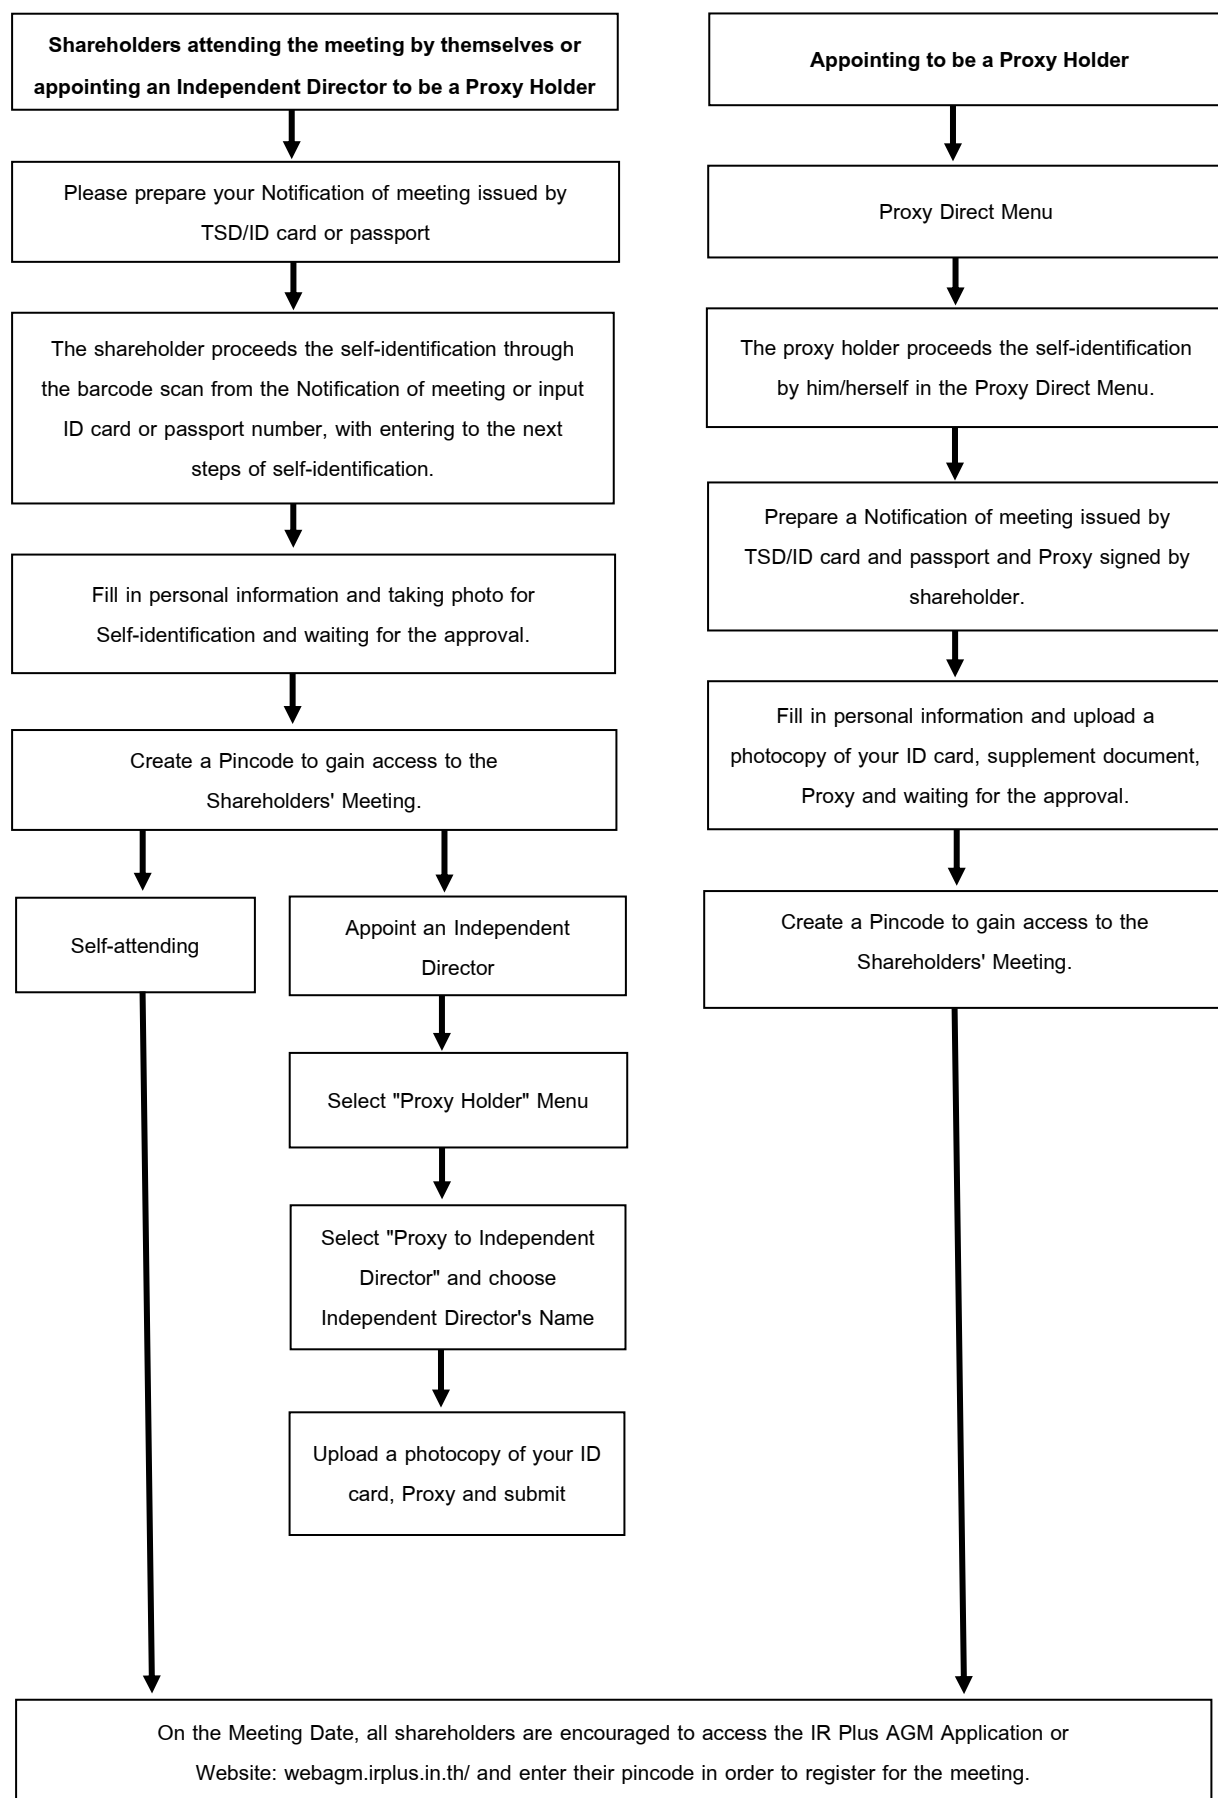 Shareholders attending the meeting by themselves or
appointing an Independent Director to be a Proxy Holder
Please prepare your Notification of meeting issued by
TSD/ID card or passport
The shareholder proceeds the self-identification through
the barcode scan from the Notification of meeting or input
ID card or passport number, with entering to the next
steps of self-identification.
Fill in personal information and taking photo for
Self-identification and waiting for the approval.
Create a Pincode to gain access to the
Shareholders' Meeting.
Self-attending
Appoint an Independent
Director
Select "Proxy Holder" Menu
Select "Proxy to Independent
Director" and choose
Independent Director's Name
Upload a photocopy of your ID
card, Proxy and submit
Appointing to be a Proxy Holder
Proxy Direct Menu
The proxy holder proceeds the self-identification
by him/herself in the Proxy Direct Menu.
Prepare a Notification of meeting issued by
TSD/ID card and passport and Proxy signed by
shareholder.
Fill in personal information and upload a
photocopy of your ID card, supplement document,
Proxy and waiting for the approval.
Create a Pincode to gain access to the
Shareholders' Meeting.
On the Meeting Date, all shareholders are encouraged to access the IR Plus AGM Application or
Website: webagm.irplus.in.th/ and enter their pincode in order to register for the meeting.